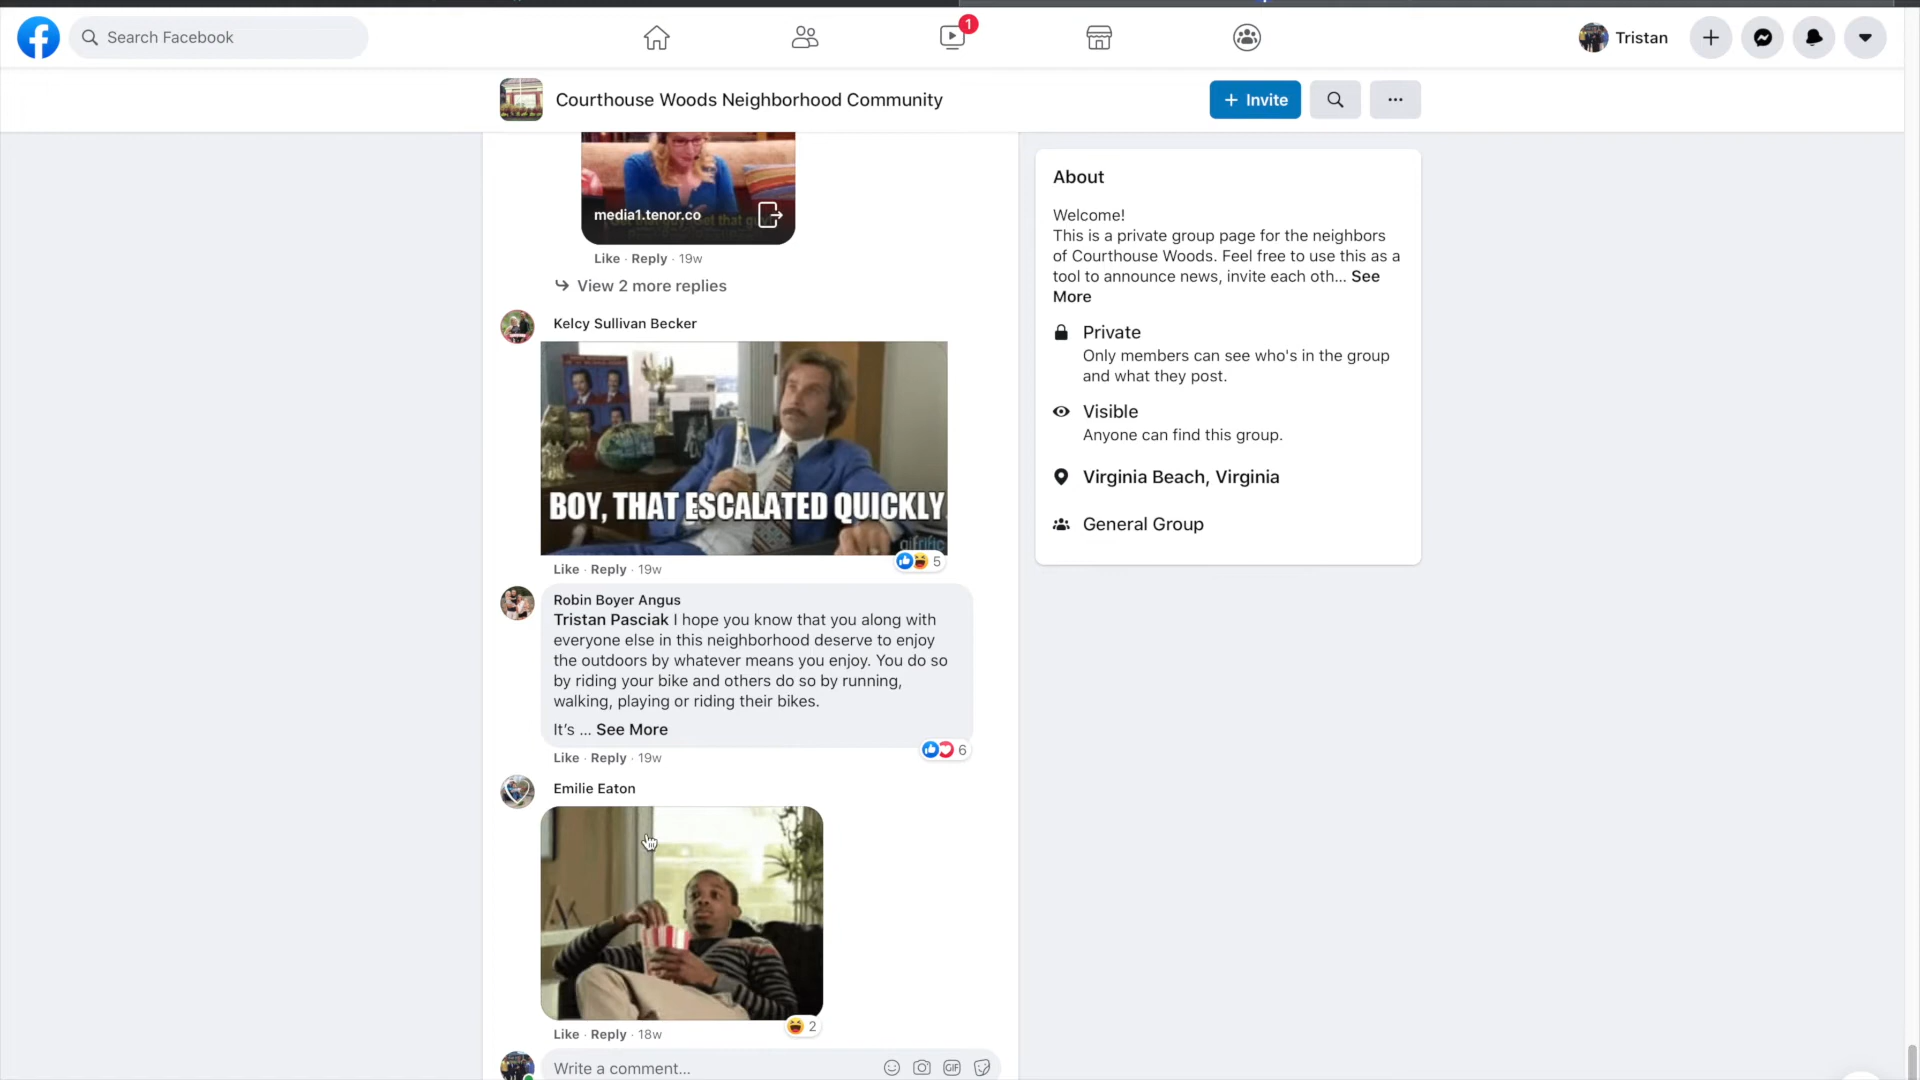 Search Facebook
1
Tristan
Courthouse Woods Neighborhood Community
+ Invite
media1.tenor.co
Like · Reply · 19w
View 2 more replies
Kelcy Sullivan Becker
BOY, THAT ESCALATED QUICKLY
gifrific
5
Like · Reply · 19w
Robin Boyer Angus
Tristan Pasciak I hope you know that you along with
everyone else in this neighborhood deserve to enjoy
the outdoors by whatever means you enjoy. You do so
by riding your bike and others do so by running,
walking, playing or riding their bikes.
It's ... See More
6
Like · Reply · 19w
Emilie Eaton
2
Like · Reply · 18w
Write a comment...
GIF
About
Welcome!
This is a private group page for the neighbors
of Courthouse Woods. Feel free to use this as a
tool to announce news, invite each oth... See
More
Private
Only members can see who's in the group
and what they post.
Visible
Anyone can find this group.
Virginia Beach, Virginia
General Group